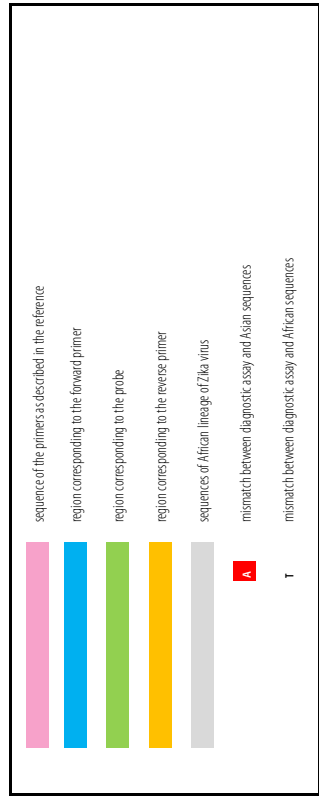 sequence of the primers as described in the reference
region corresponding to the forward primer
region corresponding to the probe
region corresponding to the reverse primer
sequences of African lineage of Zika virus
A mismatch between diagnostic assay and Asian sequences
T mismatch between diagnostic assay and African sequences